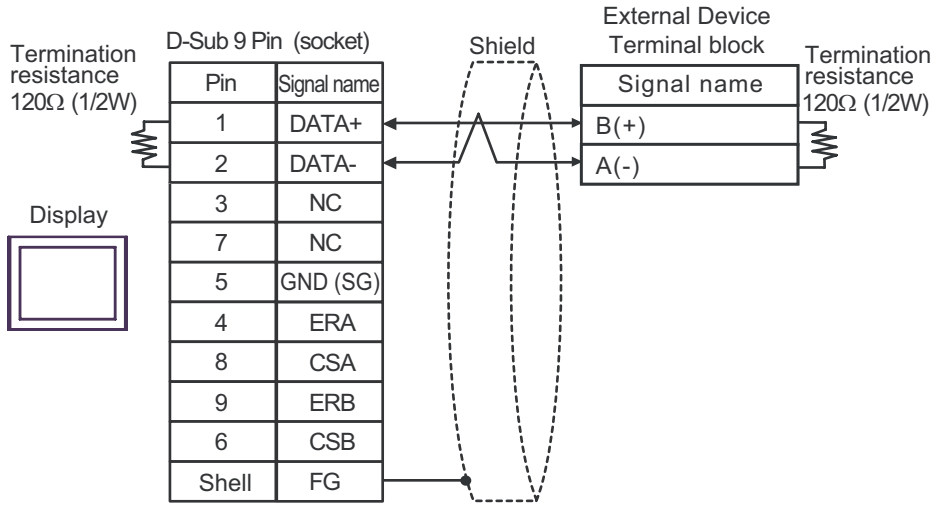 External Device
Terminal block
D-Sub 9 Pin (socket)
Shield
Termination
resistance
120Ω (1/2W)
Termination
resistance
120Ω (1/2W)
Pin Signal name
Signal name
1 DATA+
B(+)
2 DATA-
A(-)
3 NC
Display
7 NC
5 GND (SG)
4 ERA
8 CSA
9 ERB
6 CSB
Shell FG